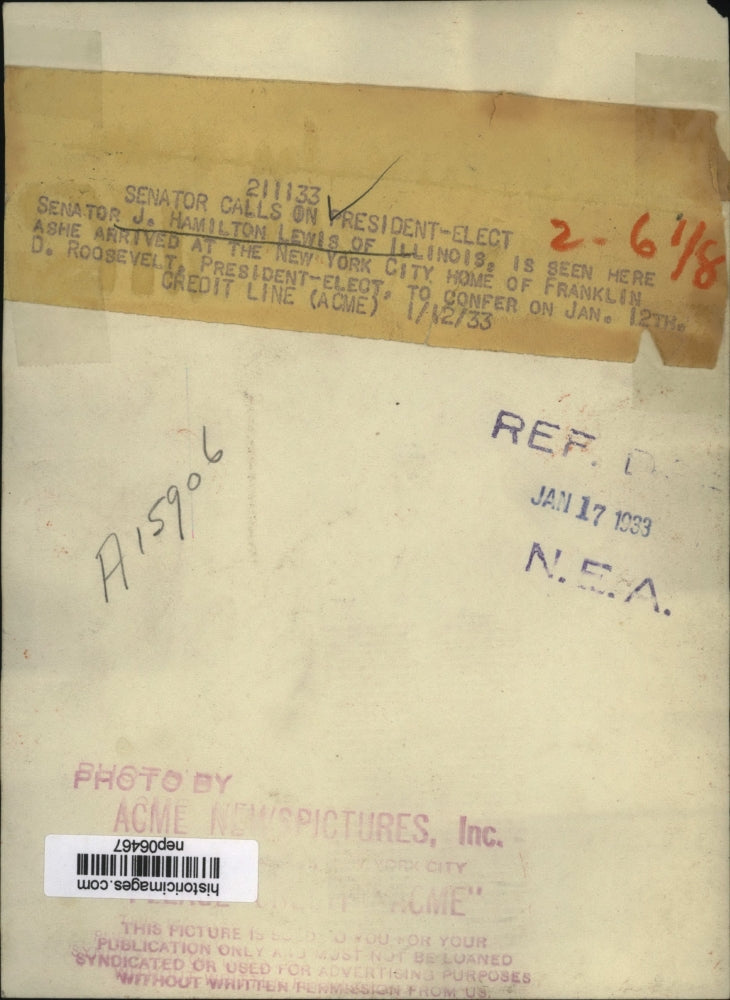 211133
SENATOR CALLS ON PRESIDENT-ELECT
SENATOR J. HAMILTON LEWIS OF ILLINOIS, IS SEEN HERE
ASHE ARRIVED AT THE NEW YORK CITY HOME OF FRANKLIN
D. ROOSEVELT, PRESIDENT-ELECT, TO CONFER ON JAN. 12TH.
CREDIT LINE (ACME) 1/12/33
2-6 1/8
REF.
JAN 17 1933
N.E.A.
A15906
PHOTO BY
ACME NEWSPICTURES, Inc.
YORK CITY
"ACME"
THIS PICTURE IS SOLD TO YOU FOR YOUR
PUBLICATION ONLY AND MUST NOT BE LOANED
SYNDICATED OR USED FOR ADVERTISING PURPOSES
WITHOUT WRITTEN PERMISSION FROM US.
historicimages.com
nep06467